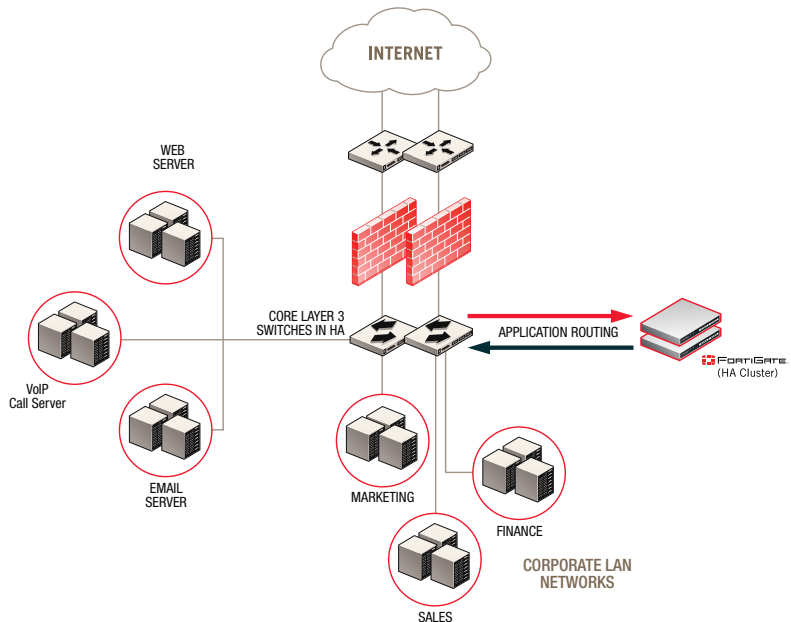 INTERNET
WEB
SERVER
CORE LAYER 3
SWITCHES IN HA
APPLICATION ROUTING
FORTIGATE
(HA Cluster)
VoIP
Call Server
EMAIL
SERVER
MARKETING
FINANCE
SALES
CORPORATE LAN
NETWORKS